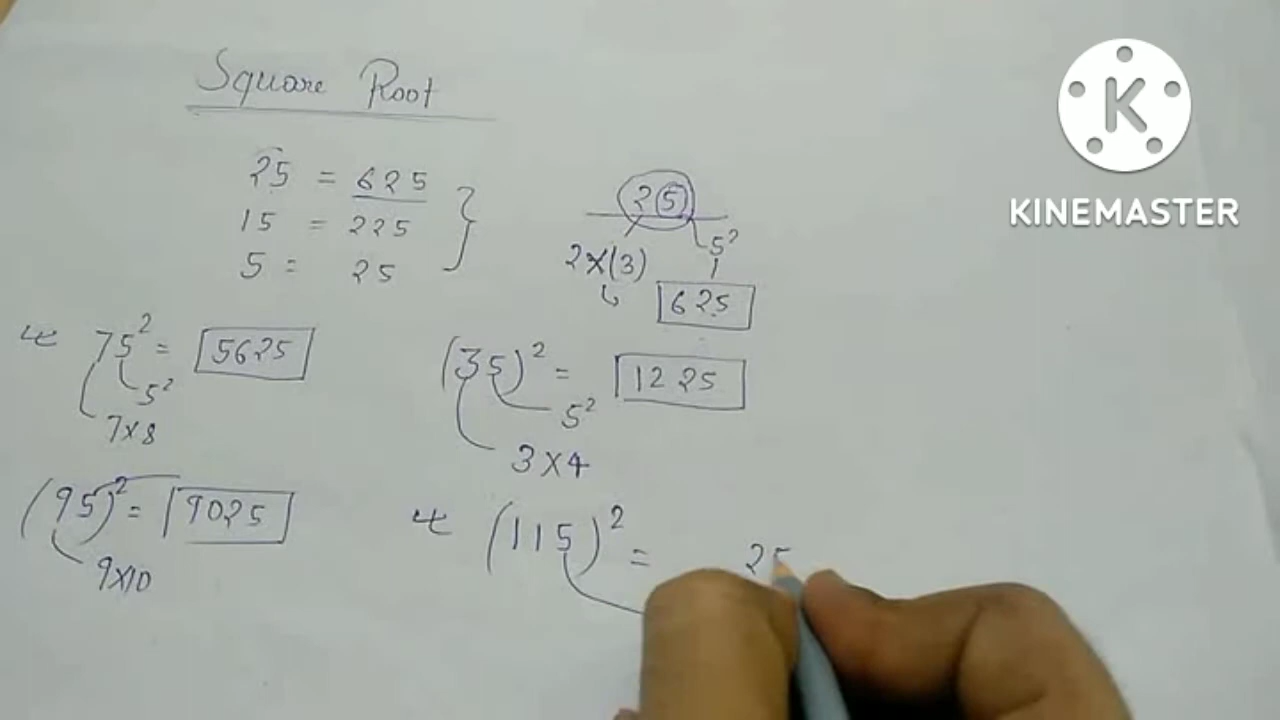 Square Root
25 = 625
15 = 225
5 = 25
25
2×(3)
5²
625
75² = 5625
5²
7×8
(35)² = 1225
5²
3×4
(95)² = 9025
9×10
(115)² = 25
K
KINEMASTER